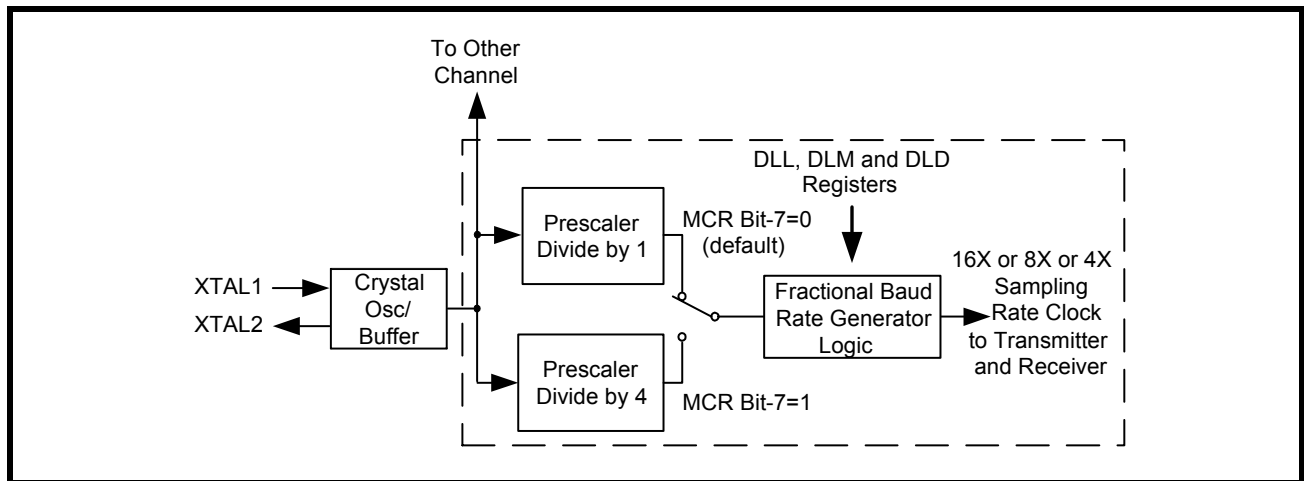 To Other
Channel
DLL, DLM and DLD
Registers
Prescaler
Divide by 1
MCR Bit-7=0
(default)
16X or 8X or 4X
Sampling
Rate Clock
to Transmitter
and Receiver
XTAL1
XTAL2
Crystal
Osc/
Buffer
Fractional Baud
Rate Generator
Logic
Prescaler
Divide by 4
MCR Bit-7=1